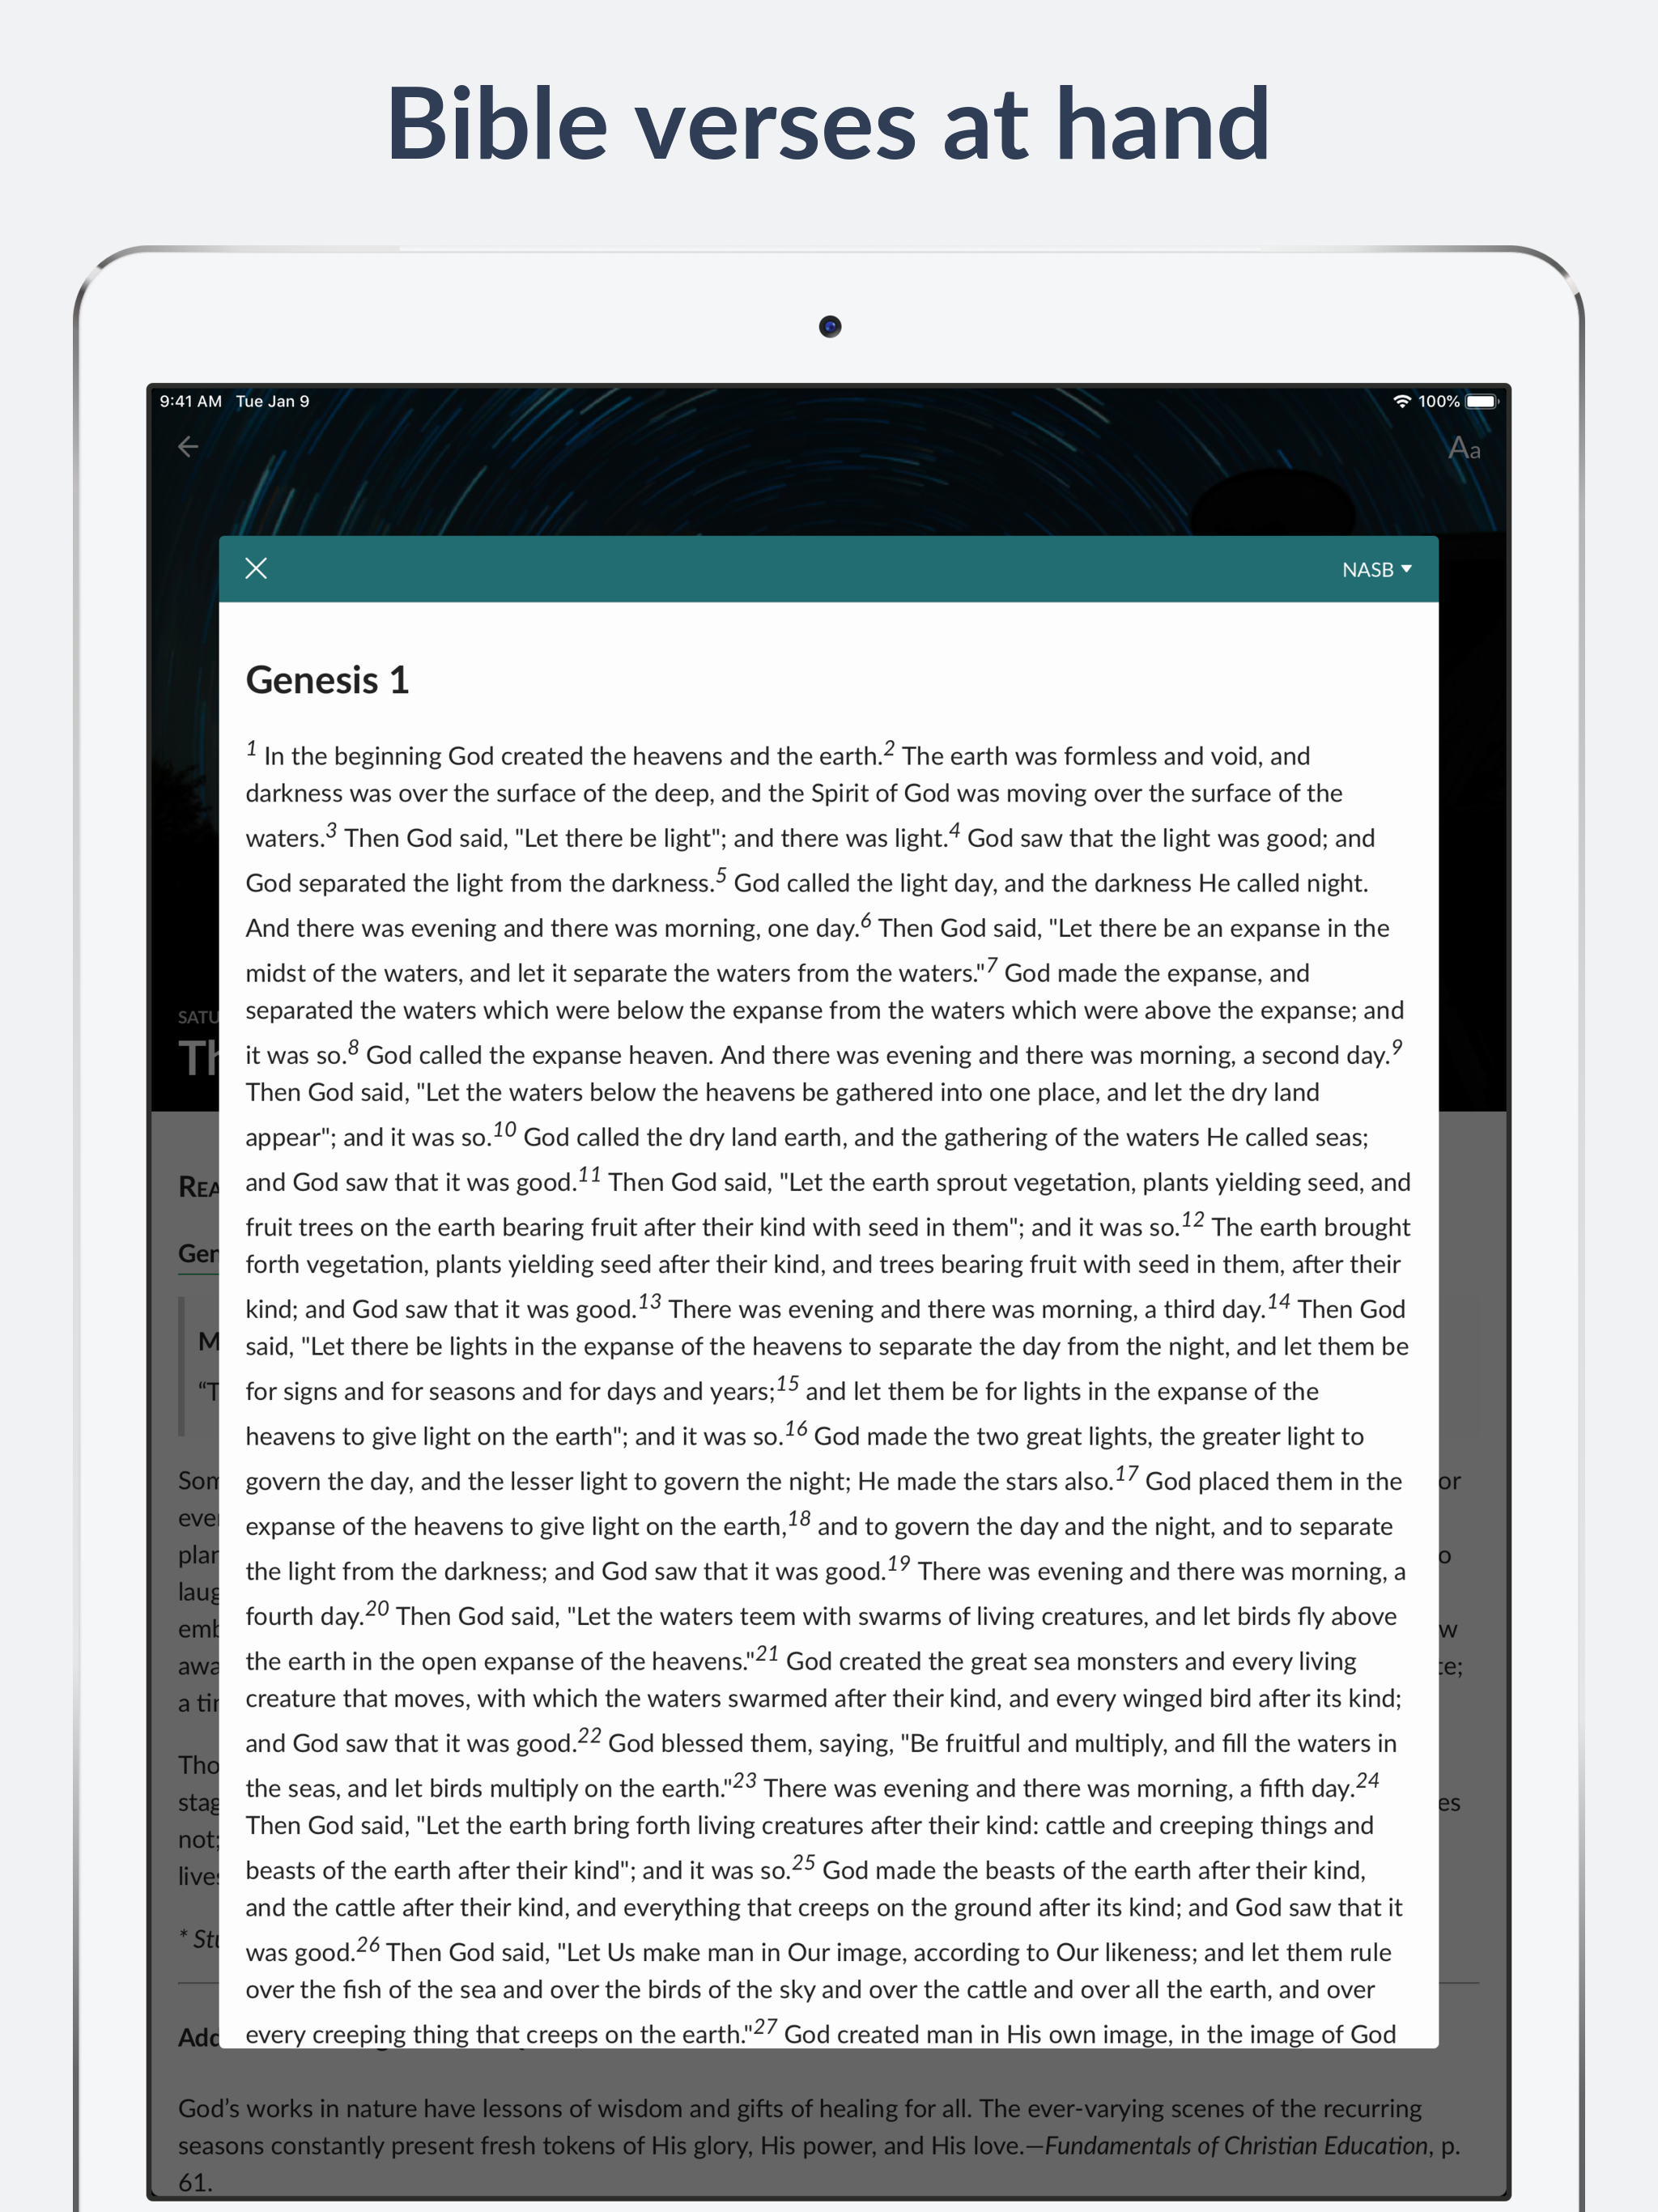 Bible verses at hand
9:41 AM Tue Jan 9
100%
Aa
NASB
Genesis 1
1 In the beginning God created the heavens and the earth.2 The earth was formless and void, and
darkness was over the surface of the deep, and the Spirit of God was moving over the surface of the
waters.3 Then God said, "Let there be light"; and there was light.4 God saw that the light was good; and
God separated the light from the darkness.5 God called the light day, and the darkness He called night.
And there was evening and there was morning, one day.6 Then God said, "Let there be an expanse in the
midst of the waters, and let it separate the waters from the waters."7 God made the expanse, and
separated the waters which were below the expanse from the waters which were above the expanse; and
it was so.8 God called the expanse heaven. And there was evening and there was morning, a second day.9
Then God said, "Let the waters below the heavens be gathered into one place, and let the dry land
appear"; and it was so.10 God called the dry land earth, and the gathering of the waters He called seas;
and God saw that it was good.11 Then God said, "Let the earth sprout vegetation, plants yielding seed, and
fruit trees on the earth bearing fruit after their kind with seed in them"; and it was so.12 The earth brought
forth vegetation, plants yielding seed after their kind, and trees bearing fruit with seed in them, after their
kind; and God saw that it was good.13 There was evening and there was morning, a third day.14 Then God
said, "Let there be lights in the expanse of the heavens to separate the day from the night, and let them be
for signs and for seasons and for days and years;15 and let them be for lights in the expanse of the
heavens to give light on the earth"; and it was so.16 God made the two great lights, the greater light to
govern the day, and the lesser light to govern the night; He made the stars also.17 God placed them in the
expanse of the heavens to give light on the earth,18 and to govern the day and the night, and to separate
the light from the darkness; and God saw that it was good.19 There was evening and there was morning, a
fourth day.20 Then God said, "Let the waters teem with swarms of living creatures, and let birds fly above
the earth in the open expanse of the heavens."21 God created the great sea monsters and every living
creature that moves, with which the waters swarmed after their kind, and every winged bird after its kind;
and God saw that it was good.22 God blessed them, saying, "Be fruitful and multiply, and fill the waters in
the seas, and let birds multiply on the earth."23 There was evening and there was morning, a fifth day.24
Then God said, "Let the earth bring forth living creatures after their kind: cattle and creeping things and
beasts of the earth after their kind"; and it was so.25 God made the beasts of the earth after their kind,
and the cattle after their kind, and everything that creeps on the ground after its kind; and God saw that it
was good.26 Then God said, "Let Us make man in Our image, according to Our likeness; and let them rule
over the fish of the sea and over the birds of the sky and over the cattle and over all the earth, and over
every creeping thing that creeps on the earth."27 God created man in His own image, in the image of God
God's works in nature have lessons of wisdom and gifts of healing for all. The ever-varying scenes of the recurring
seasons constantly present fresh tokens of His glory, His power, and His love.—Fundamentals of Christian Education, p.
61.